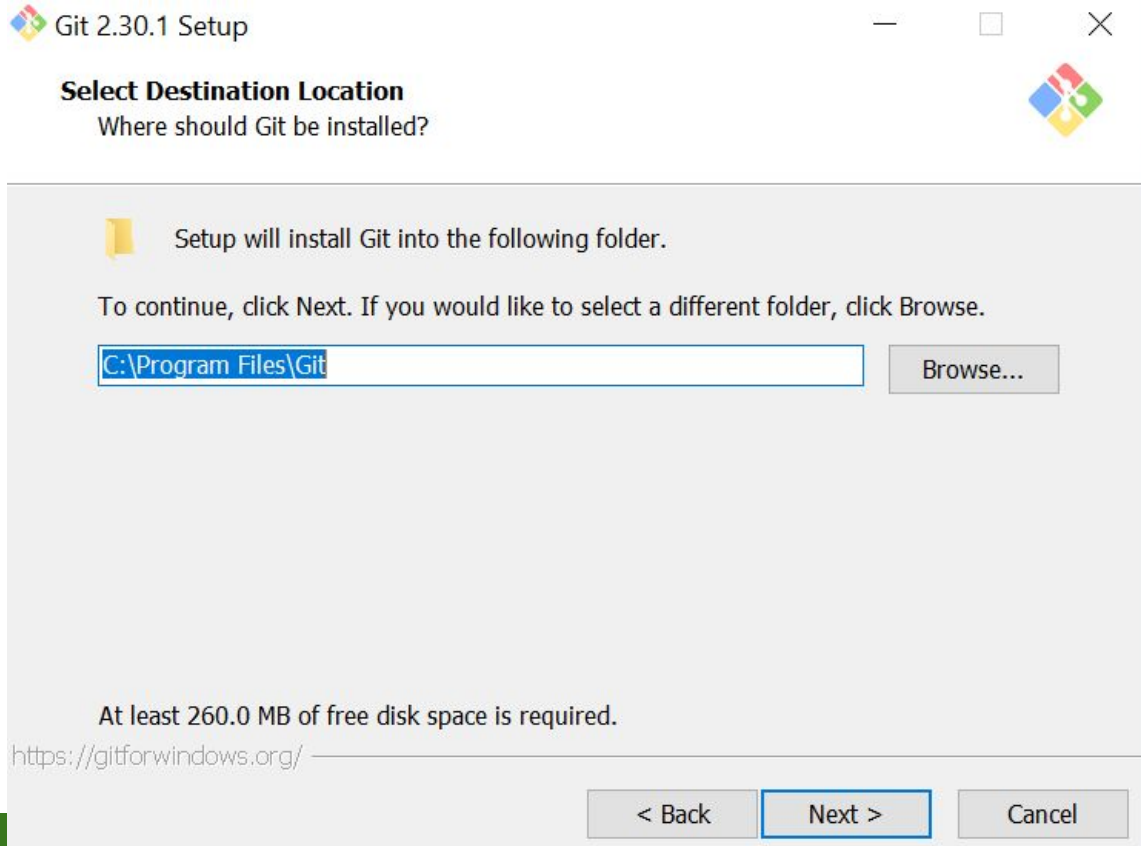 Git 2.30.1 Setup
Select Destination Location
Where should Git be installed?
Setup will install Git into the following folder.
To continue, click Next. If you would like to select a different folder, click Browse.
C:\Program Files\Git
Browse...
At least 260.0 MB of free disk space is required.
https://gitforwindows.org/
< Back
Next >
Cancel